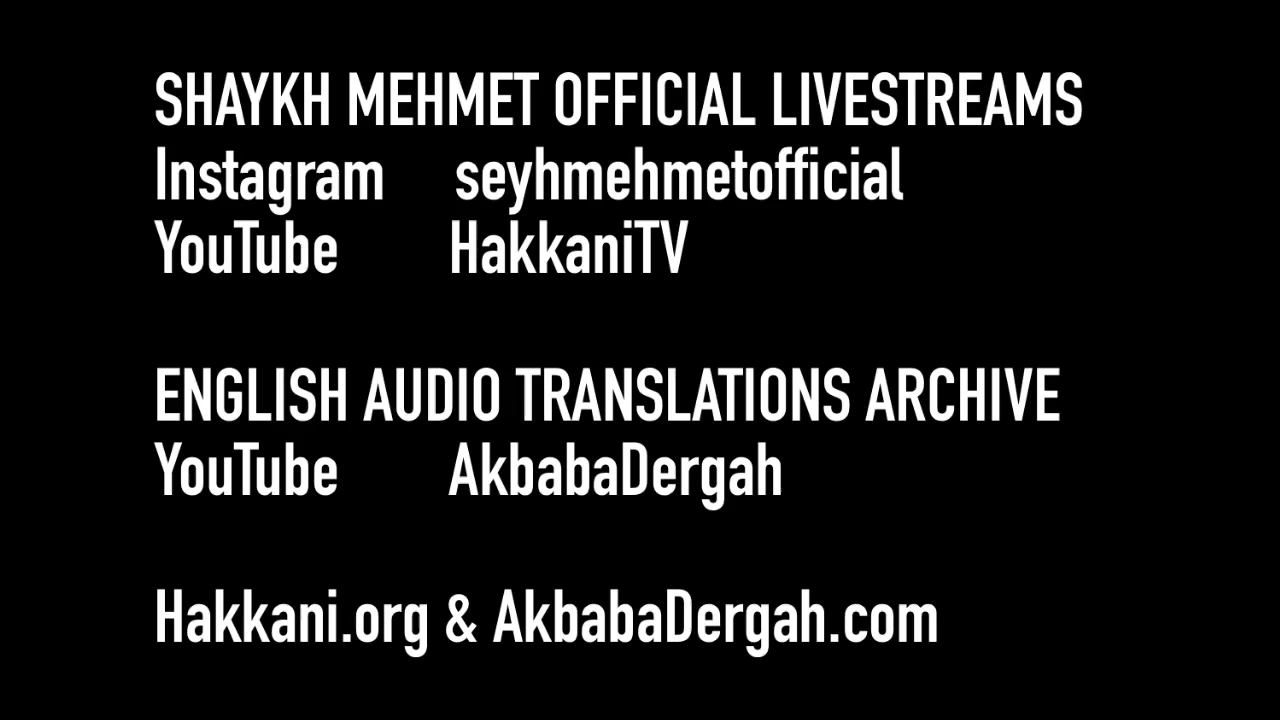 SHAYKH MEHMET OFFICIAL LIVESTREAMS
Instagram seyhmehmetofficial
YouTube HakkaniTV
ENGLISH AUDIO TRANSLATIONS ARCHIVE
YouTube AkbabaDergah
Hakkani.org & AkbabaDergah.com